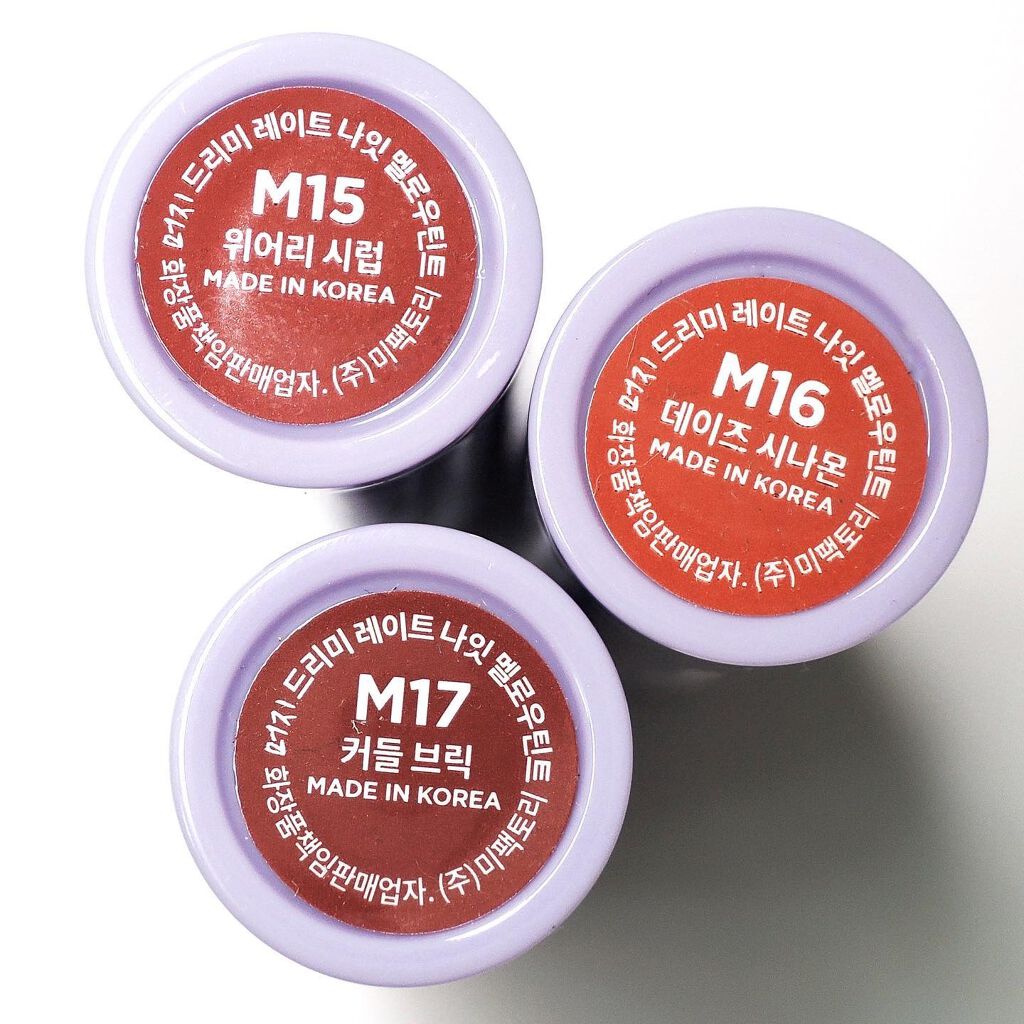 머지 드리미 레이트 나잇 멜로우틴트
M15
위어리 시럽
MADE IN KOREA
화장품책임판매업자. (주)미팩토리
머지 드리미 레이트 나잇 멜로우틴트
M16
데이즈 시나몬
MADE IN KOREA
화장품책임판매업자. (주)미팩토리
머지 드리미 레이트 나잇 멜로우틴트
M17
커들 브릭
MADE IN KOREA
화장품책임판매업자. (주)미팩토리